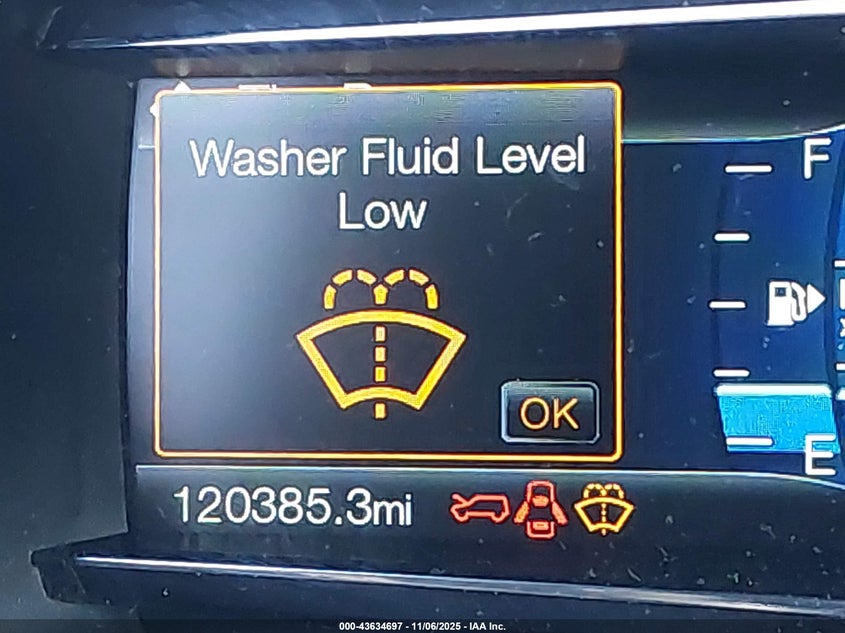 Washer Fluid Level
Low
OK
F
E
120385.3mi
000-43634697 - 11/06/2025 - IAA Inc.